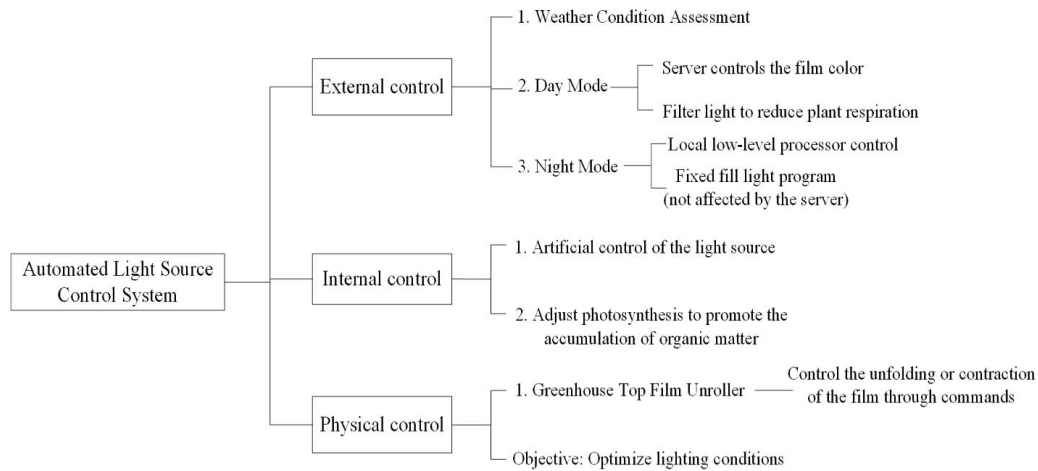 Automated Light Source
Control System
External control
1. Weather Condition Assessment
2. Day Mode
Server controls the film color
Filter light to reduce plant respiration
3. Night Mode
Local low-level processor control
Fixed fill light program
(not affected by the server)
Internal control
1. Artificial control of the light source
2. Adjust photosynthesis to promote the
accumulation of organic matter
Physical control
1. Greenhouse Top Film Unroller
Control the unfolding or contraction
of the film through commands
Objective: Optimize lighting conditions